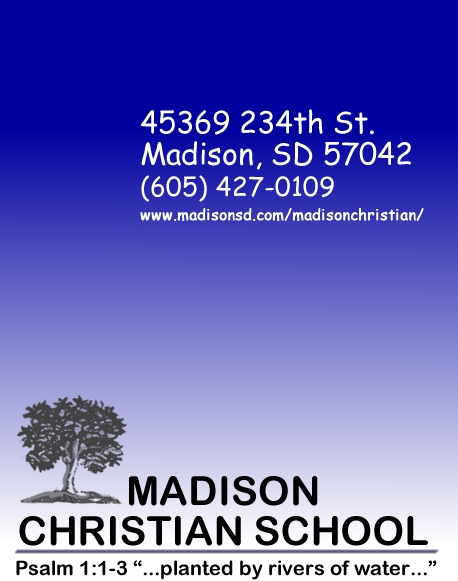 45369 234th St.
Madison, SD 57042
(605) 427-0109
www.madisonsd.com/madisonchristian/
MADISON
CHRISTIAN SCHOOL
Psalm 1:1-3 “...planted by rivers of water...”